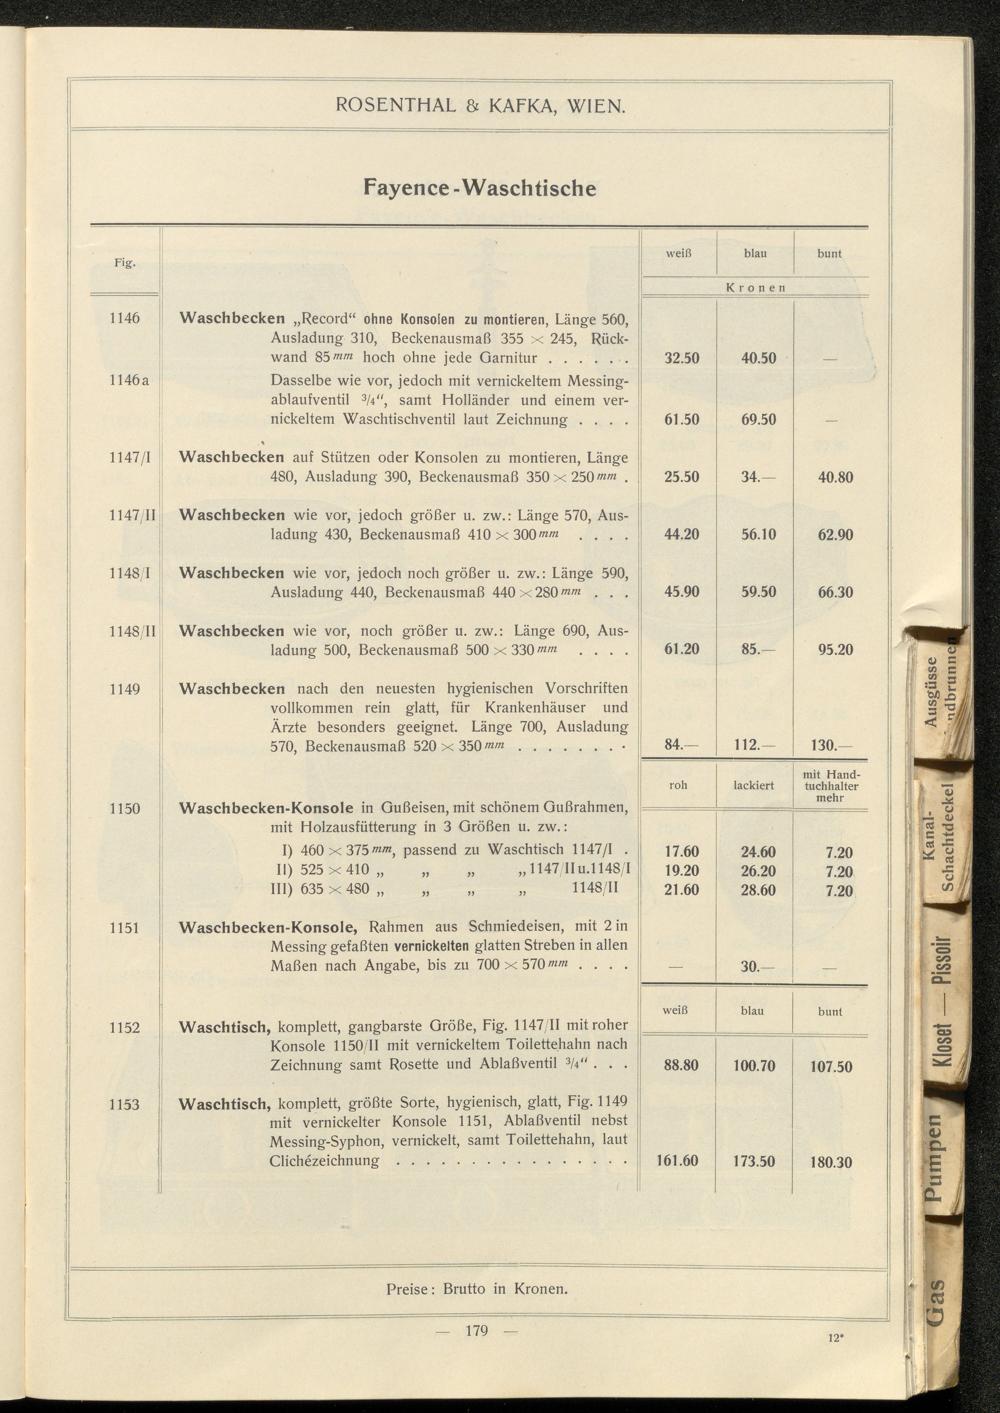 ROSENTHAL & KAFKA, WIEN.
Fayence-Waschtische
Fig. weiß blau bunt
Kronen
1146 Waschbecken „Record“ ohne Konsolen zu montieren, Länge 560,
Ausladung 310, Beckenausmaß 355 × 245, Rück-
wand 85 mm hoch ohne jede Garnitur . . . . . . 32.50 40.50 —
1146 a Dasselbe wie vor, jedoch mit vernickeltem Messing-
ablaufventil 3/4“, samt Holländer und einem ver-
nickeltem Waschtischventil laut Zeichnung . . . . 61.50 69.50 —
1147/I Waschbecken auf Stützen oder Konsolen zu montieren, Länge
480, Ausladung 390, Beckenausmaß 350 × 250 mm . 25.50 34.— 40.80
1147/II Waschbecken wie vor, jedoch größer u. zw.: Länge 570, Aus-
ladung 430, Beckenausmaß 410 × 300 mm . . . . 44.20 56.10 62.90
1148/I Waschbecken wie vor, jedoch noch größer u. zw.: Länge 590,
Ausladung 440, Beckenausmaß 440 × 280 mm . . . 45.90 59.50 66.30
1148/II Waschbecken wie vor, noch größer u. zw.: Länge 690, Aus-
ladung 500, Beckenausmaß 500 × 330 mm . . . . 61.20 85.— 95.20
1149 Waschbecken nach den neuesten hygienischen Vorschriften
vollkommen rein glatt, für Krankenhäuser und
Ärzte besonders geeignet. Länge 700, Ausladung
570, Beckenausmaß 520 × 350 mm . . . . . . . . 84.— 112.— 130.—
roh lackiert mit Hand-
tuchhalter
mehr
1150 Waschbecken-Konsole in Gußeisen, mit schönem Gußrahmen,
mit Holzausfütterung in 3 Größen u. zw.:
I) 460 × 375 mm, passend zu Waschtisch 1147/I . 17.60 24.60 7.20
II) 525 × 410 „ „ „ „ 1147/II u. 1148/I 19.20 26.20 7.20
III) 635 × 480 „ „ „ „ 1148/II 21.60 28.60 7.20
1151 Waschbecken-Konsole, Rahmen aus Schmiedeisen, mit 2 in
Messing gefaßten vernickelten glatten Streben in allen
Maßen nach Angabe, bis zu 700 × 570 mm . . . . — 30.— —
weiß blau bunt
1152 Waschtisch, komplett, gangbarste Größe, Fig. 1147/II mit roher
Konsole 1150/II mit vernickeltem Toilettehahn nach
Zeichnung samt Rosette und Ablaßventil 3/4“ . . . 88.80 100.70 107.50
1153 Waschtisch, komplett, größte Sorte, hygienisch, glatt, Fig. 1149
mit vernickelter Konsole 1151, Ablaßventil nebst
Messing-Syphon, vernickelt, samt Toilettehahn, laut
Clichézeichnung . . . . . . . . . . . . . . . . 161.60 173.50 180.30
Preise: Brutto in Kronen.
— 179 —
12*
Ausgüsse
Kanal-
Schachtdeckel
Kloset — Pissoir
Pumpen
Gas